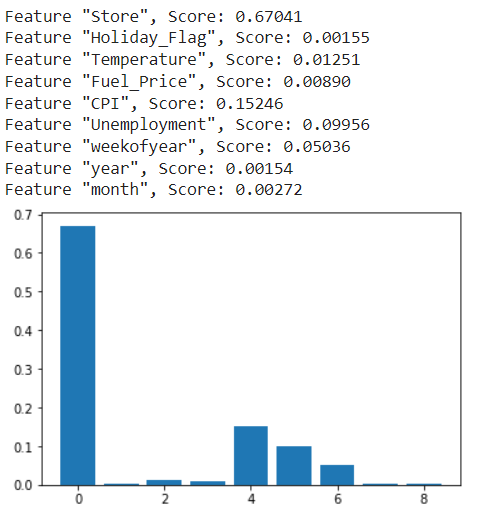 Feature "Store", Score: 0.67041
Feature "Holiday_Flag", Score: 0.00155
Feature "Temperature", Score: 0.01251
Feature "Fuel_Price", Score: 0.00890
Feature "CPI", Score: 0.15246
Feature "Unemployment", Score: 0.09956
Feature "weekofyear", Score: 0.05036
Feature "year", Score: 0.00154
Feature "month", Score: 0.00272
0.7
0.6
0.5
0.4
0.3
0.2
0.1
0.0
0 2 4 6 8